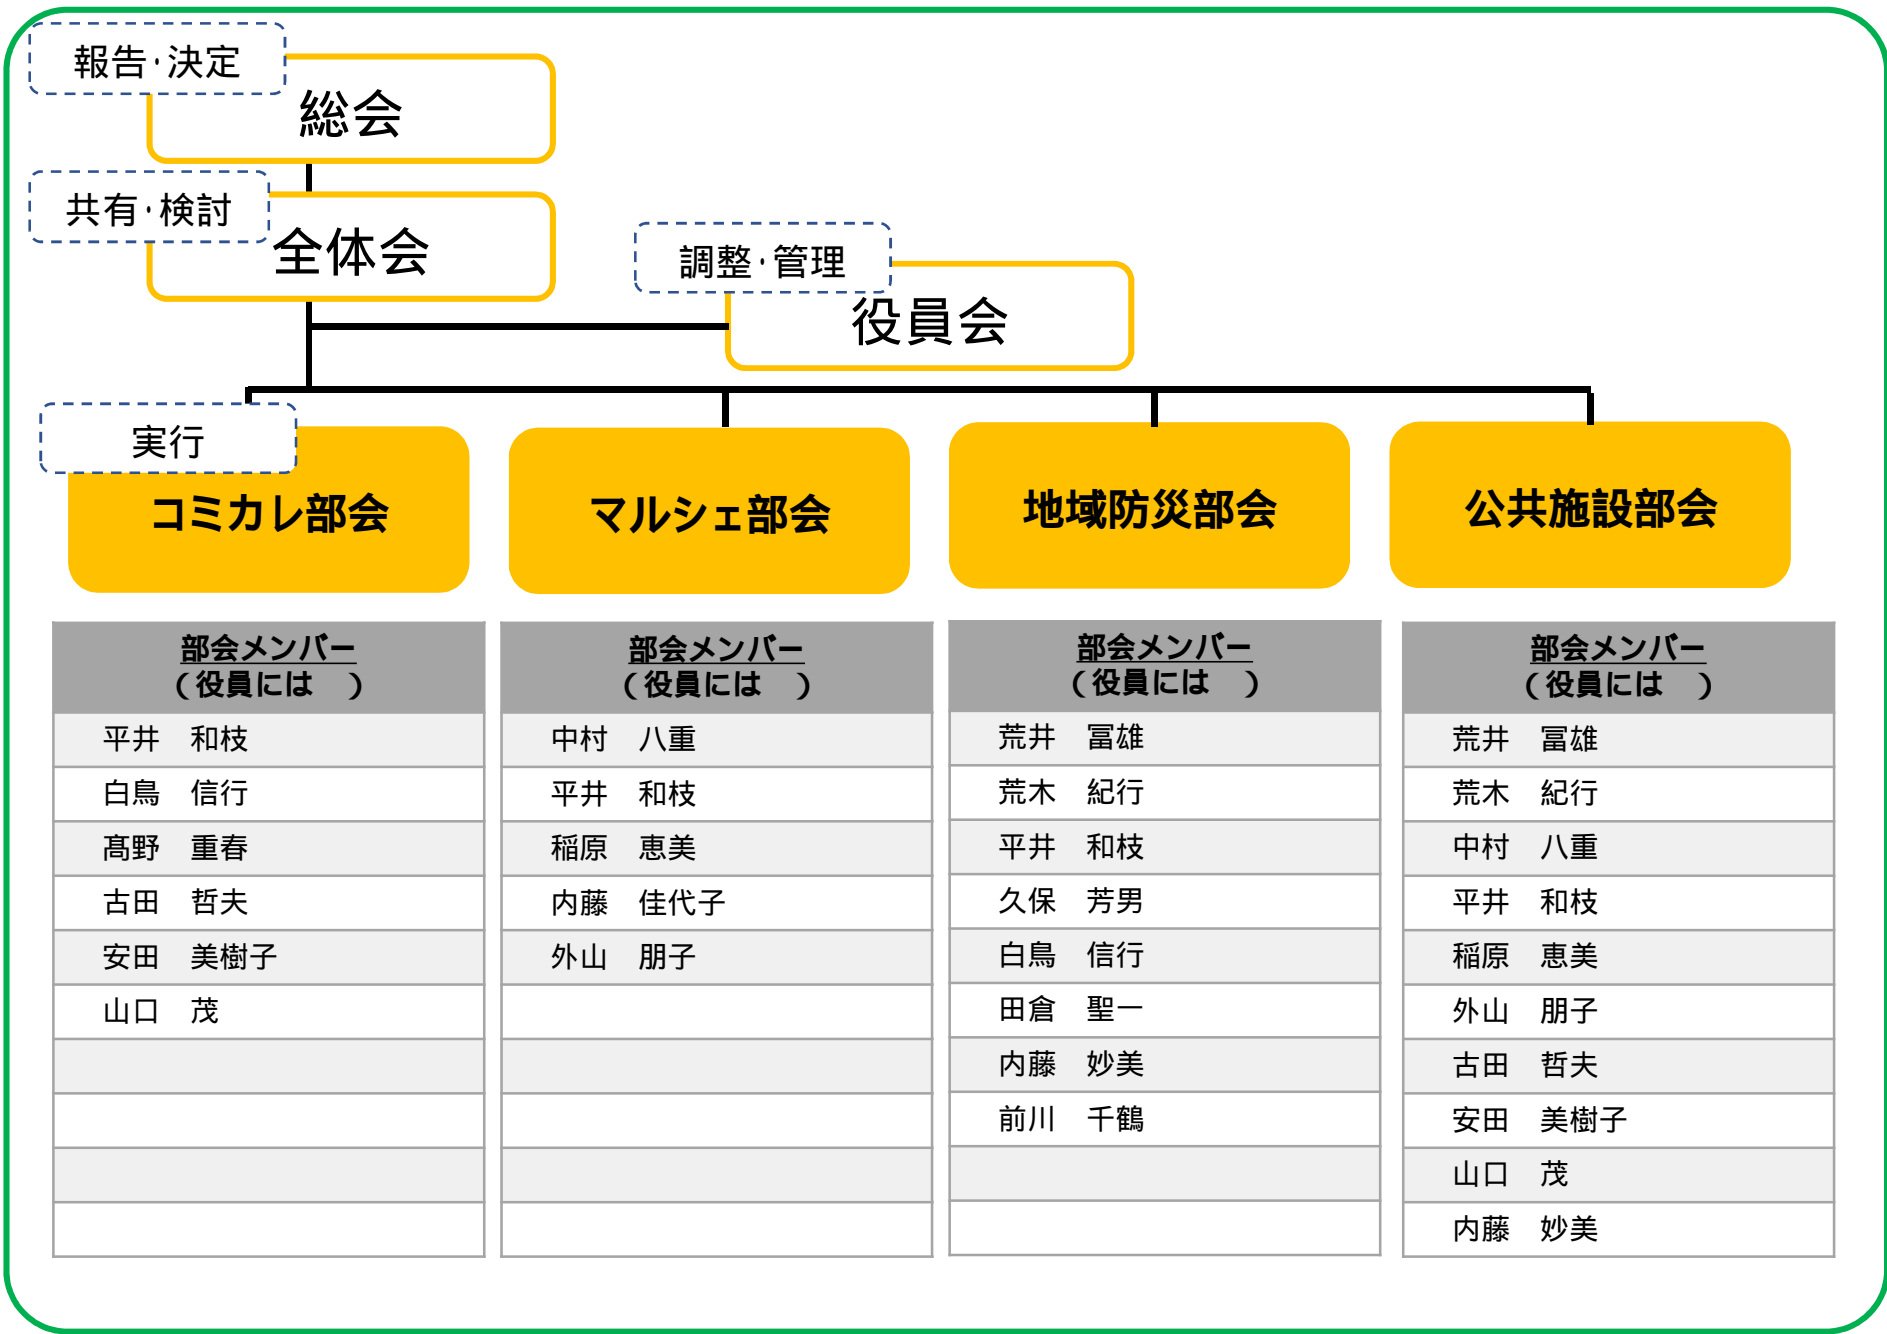 報告・決定
総会
共有・検討
全体会
調整・管理
役員会
実行
コミカレ部会
マルシェ部会
地域防災部会
公共施設部会
部会メンバー
（役員には　）
平井　和枝
白鳥　信行
髙野　重春
古田　哲夫
安田　美樹子
山口　茂
部会メンバー
（役員には　）
中村　八重
平井　和枝
稲原　恵美
内藤　佳代子
外山　朋子
部会メンバー
（役員には　）
荒井　冨雄
荒木　紀行
平井　和枝
久保　芳男
白鳥　信行
田倉　聖一
内藤　妙美
前川　千鶴
部会メンバー
（役員には　）
荒井　冨雄
荒木　紀行
中村　八重
平井　和枝
稲原　恵美
外山　朋子
古田　哲夫
安田　美樹子
山口　茂
内藤　妙美